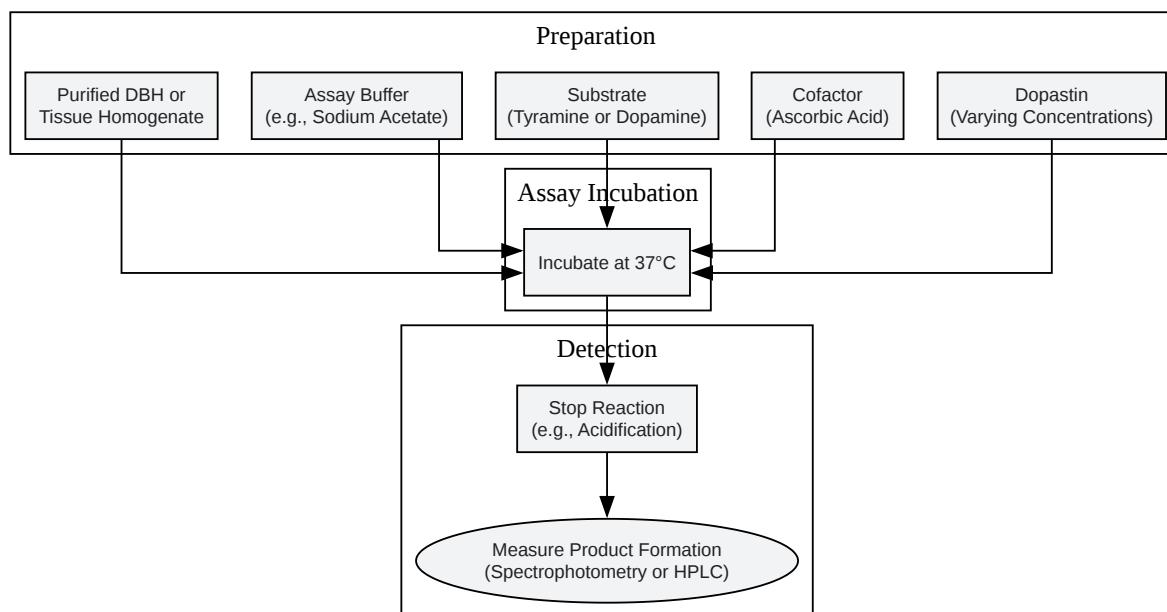 Preparation
Purified DBH or
Tissue Homogenate
Assay Buffer
(e.g., Sodium Acetate)
Substrate
(Tyramine or Dopamine)
Cofactor
(Ascorbic Acid)
Dopastin
(Varying Concentrations)
Assay Incubation
Incubate at 37°C
Detection
Stop Reaction
(e.g., Acidification)
Measure Product Formation
(Spectrophotometry or HPLC)